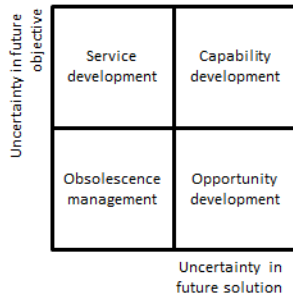 Uncertainty in future
objective
Service
development
Capability
development
Obsolescence
management
Opportunity
development
Uncertainty in
future solution